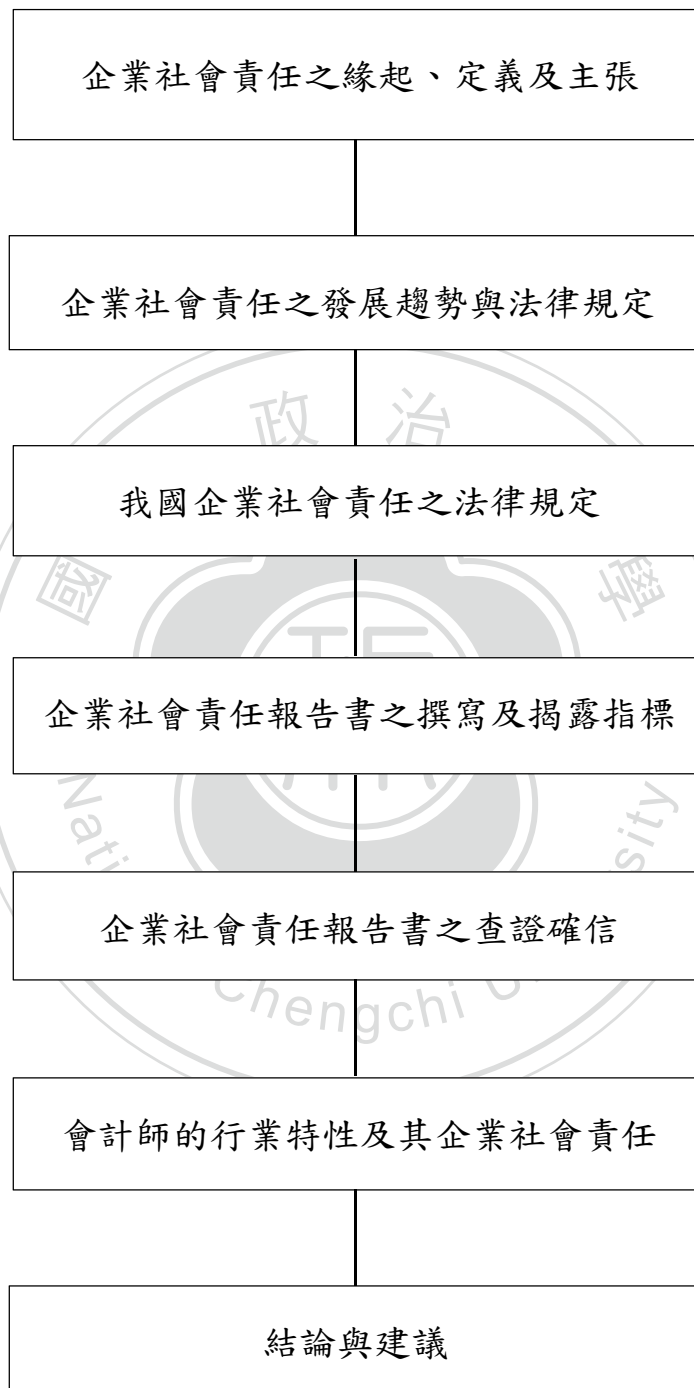 企業社會責任之緣起、定義及主張
企業社會責任之發展趨勢與法律規定
政治
我國企業社會責任之法律規定
國
學
企業社會責任報告書之撰寫及揭露指標
企業社會責任報告書之查證確信
Chengchi
會計師的行業特性及其企業社會責任
結論與建議